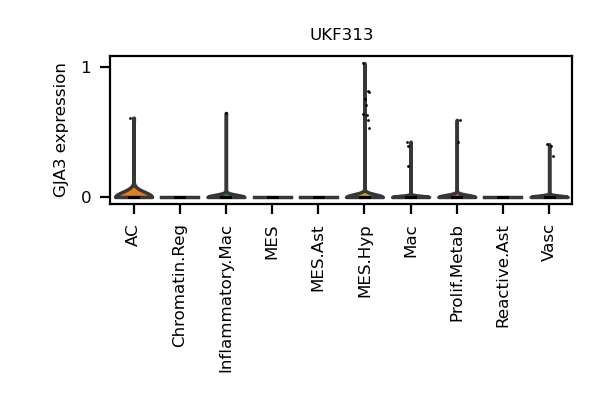 UKF313
GJA3 expression
1
0
AC
Chromatin.Reg
Inflammatory.Mac
MES
MES.Ast
MES.Hyp
Mac
Prolif.Metab
Reactive.Ast
Vasc